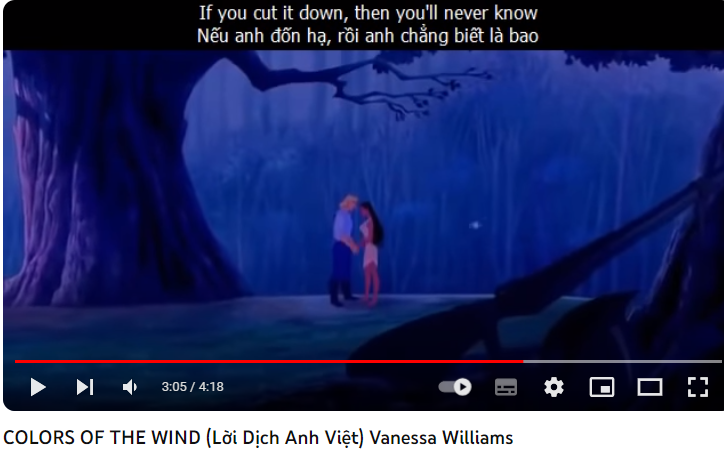 If you cut it down, then you'll never know
Nếu anh đốn hạ, rồi anh chẳng biết là bao
3:05 / 4:18
COLORS OF THE WIND (Lời Dịch Anh Việt) Vanessa Williams